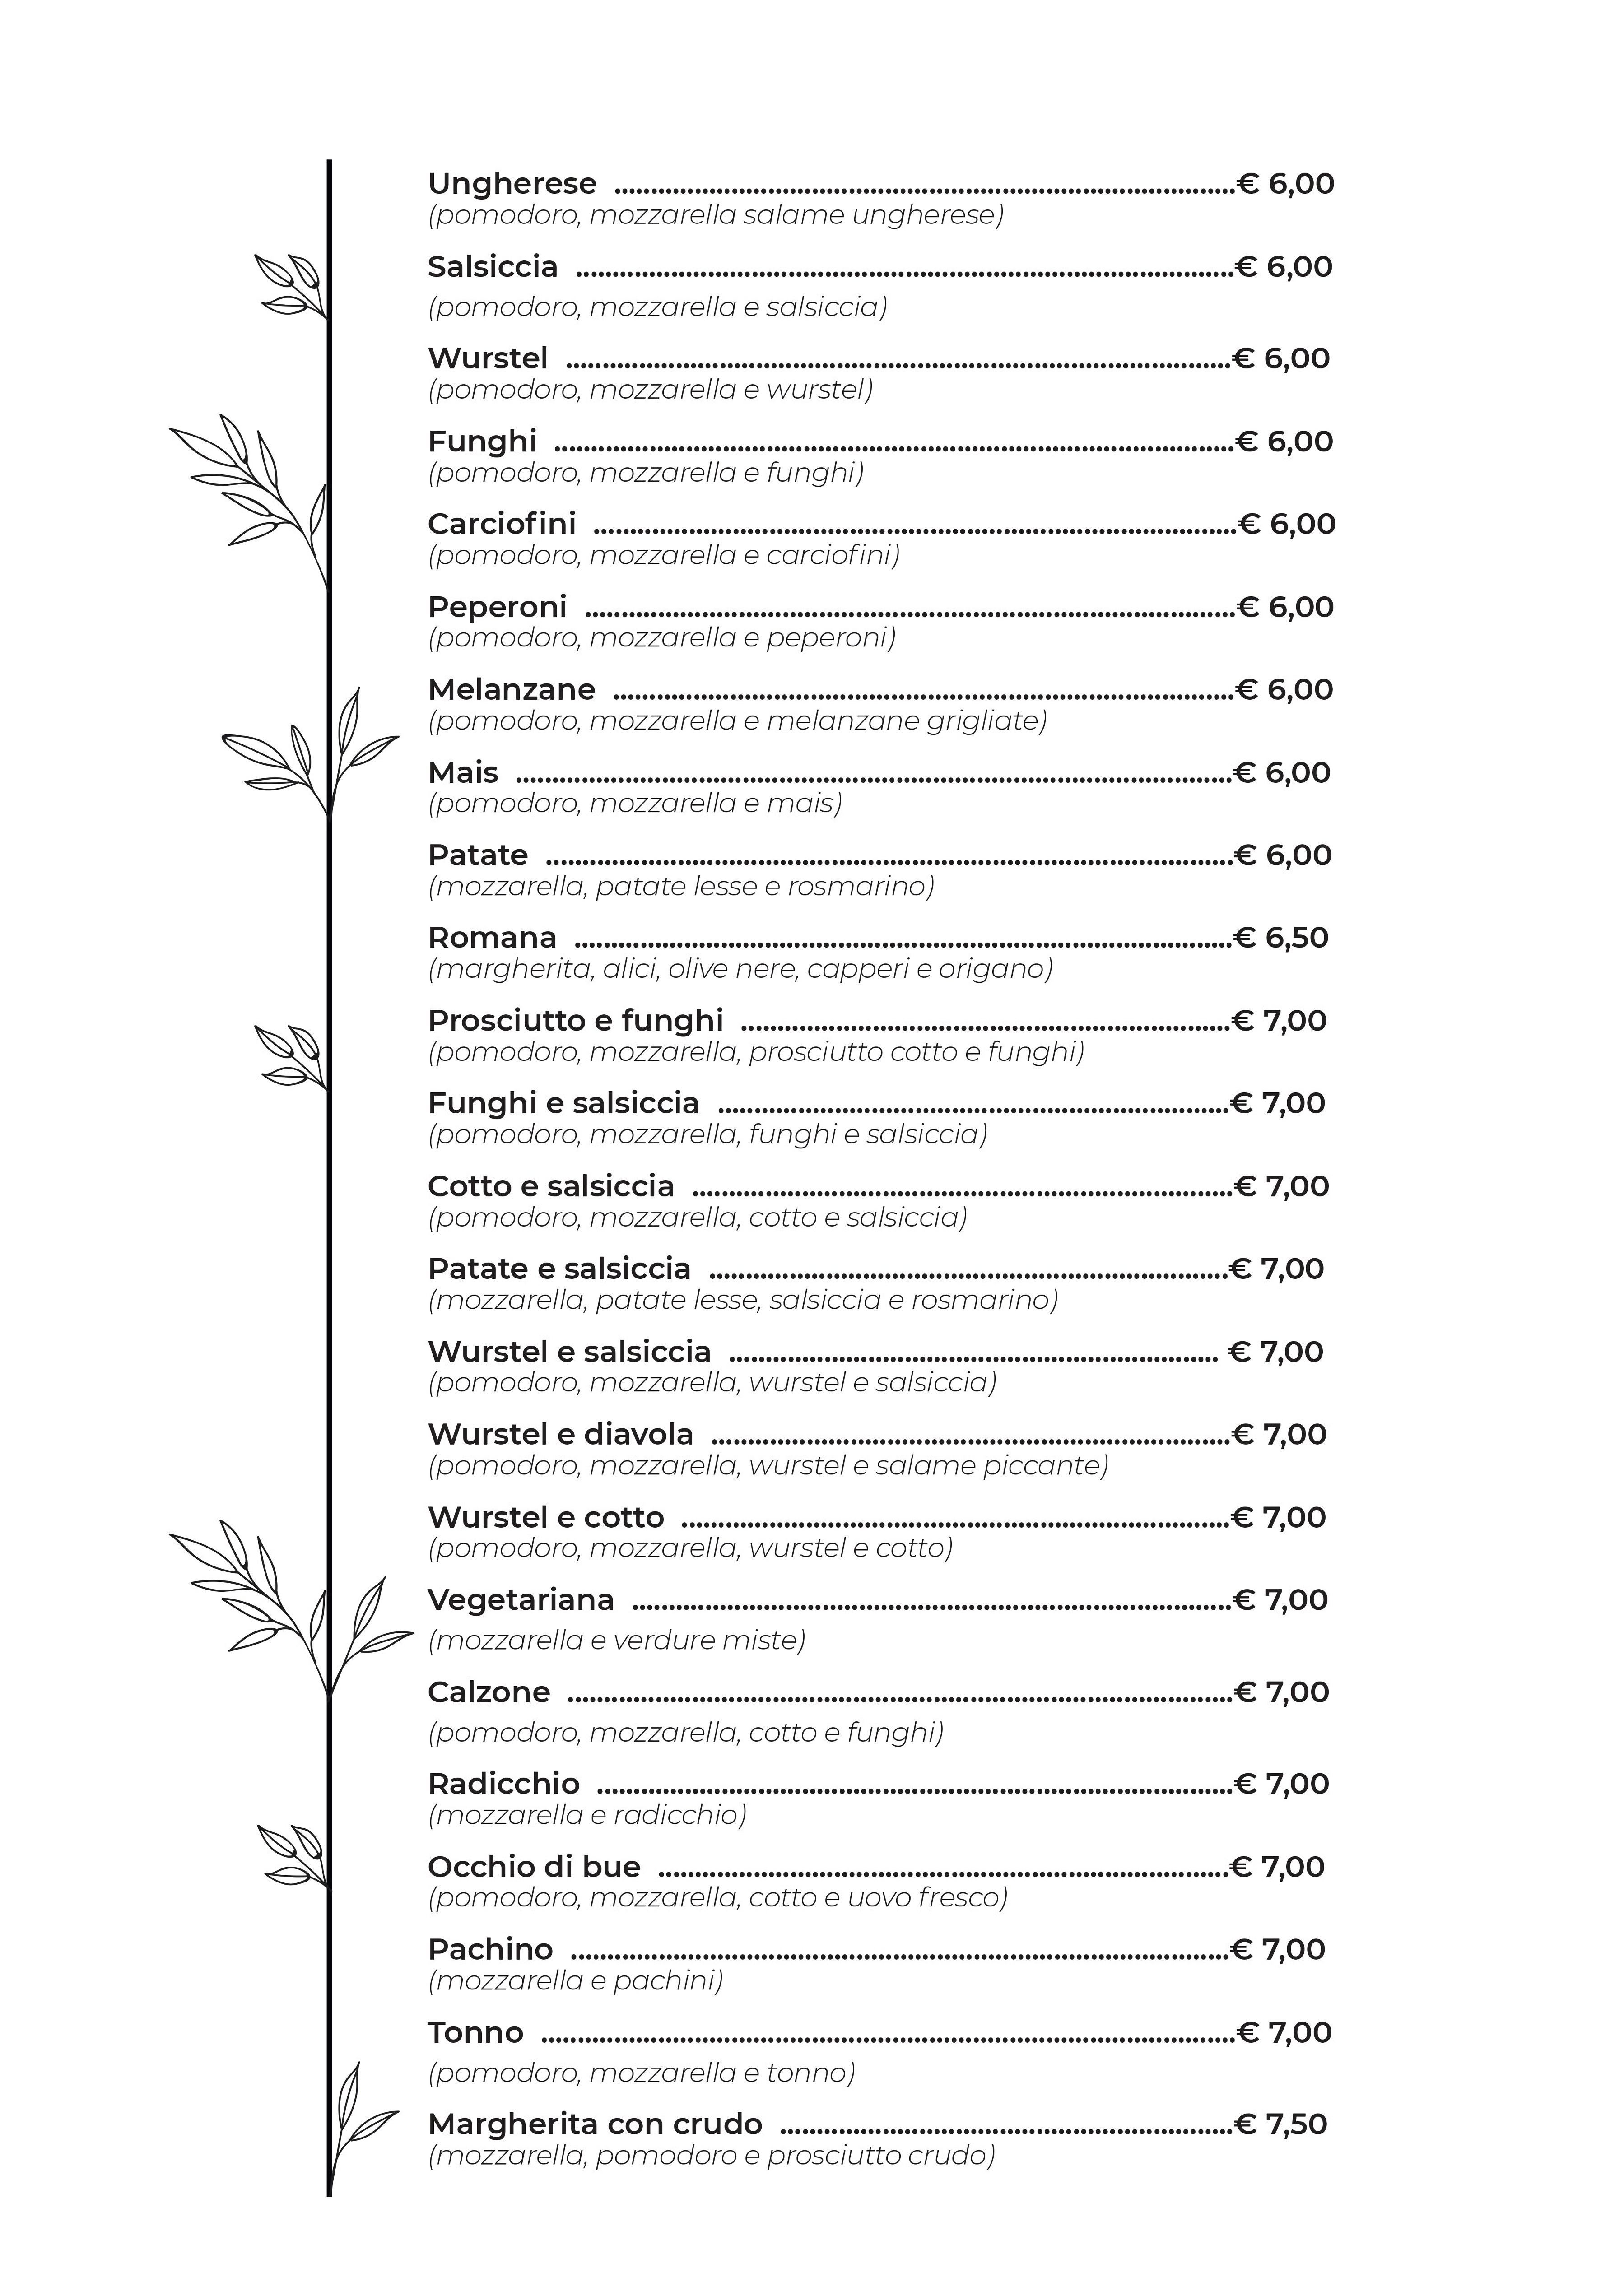 Ungherese ........................................................................................€ 6,00
(pomodoro, mozzarella salame ungherese)
Salsiccia .............................................................................................€ 6,00
(pomodoro, mozzarella e salsiccia)
Wurstel ..............................................................................................€ 6,00
(pomodoro, mozzarella e wurstel)
Funghi ................................................................................................€ 6,00
(pomodoro, mozzarella e funghi)
Carciofini ...........................................................................................€ 6,00
(pomodoro, mozzarella e carciofini)
Peperoni ............................................................................................€ 6,00
(pomodoro, mozzarella e peperoni)
Melanzane ........................................................................................€ 6,00
(pomodoro, mozzarella e melanzane grigliate)
Mais .....................................................................................................€ 6,00
(pomodoro, mozzarella e mais)
Patate .................................................................................................€ 6,00
(mozzarella, patate lesse e rosmarino)
Romana .............................................................................................€ 6,50
(margherita, alici, olive nere, capperi e origano)
Prosciutto e funghi .....................................................................€ 7,00
(pomodoro, mozzarella, prosciutto cotto e funghi)
Funghi e salsiccia ........................................................................€ 7,00
(pomodoro, mozzarella, funghi e salsiccia)
Cotto e salsiccia ............................................................................€ 7,00
(pomodoro, mozzarella, cotto e salsiccia)
Patate e salsiccia .........................................................................€ 7,00
(mozzarella, patate lesse, salsiccia e rosmarino)
Wurstel e salsiccia ..................................................................... € 7,00
(pomodoro, mozzarella, wurstel e salsiccia)
Wurstel e diavola .........................................................................€ 7,00
(pomodoro, mozzarella, wurstel e salame piccante)
Wurstel e cotto .............................................................................€ 7,00
(pomodoro, mozzarella, wurstel e cotto)
Vegetariana .....................................................................................€ 7,00
(mozzarella e verdure miste)
Calzone ..............................................................................................€ 7,00
(pomodoro, mozzarella, cotto e funghi)
Radicchio ..........................................................................................€ 7,00
(mozzarella e radicchio)
Occhio di bue ................................................................................€ 7,00
(pomodoro, mozzarella, cotto e uovo fresco)
Pachino .............................................................................................€ 7,00
(mozzarella e pachini)
Tonno ..................................................................................................€ 7,00
(pomodoro, mozzarella e tonno)
Margherita con crudo ................................................................€ 7,50
(mozzarella, pomodoro e prosciutto crudo)